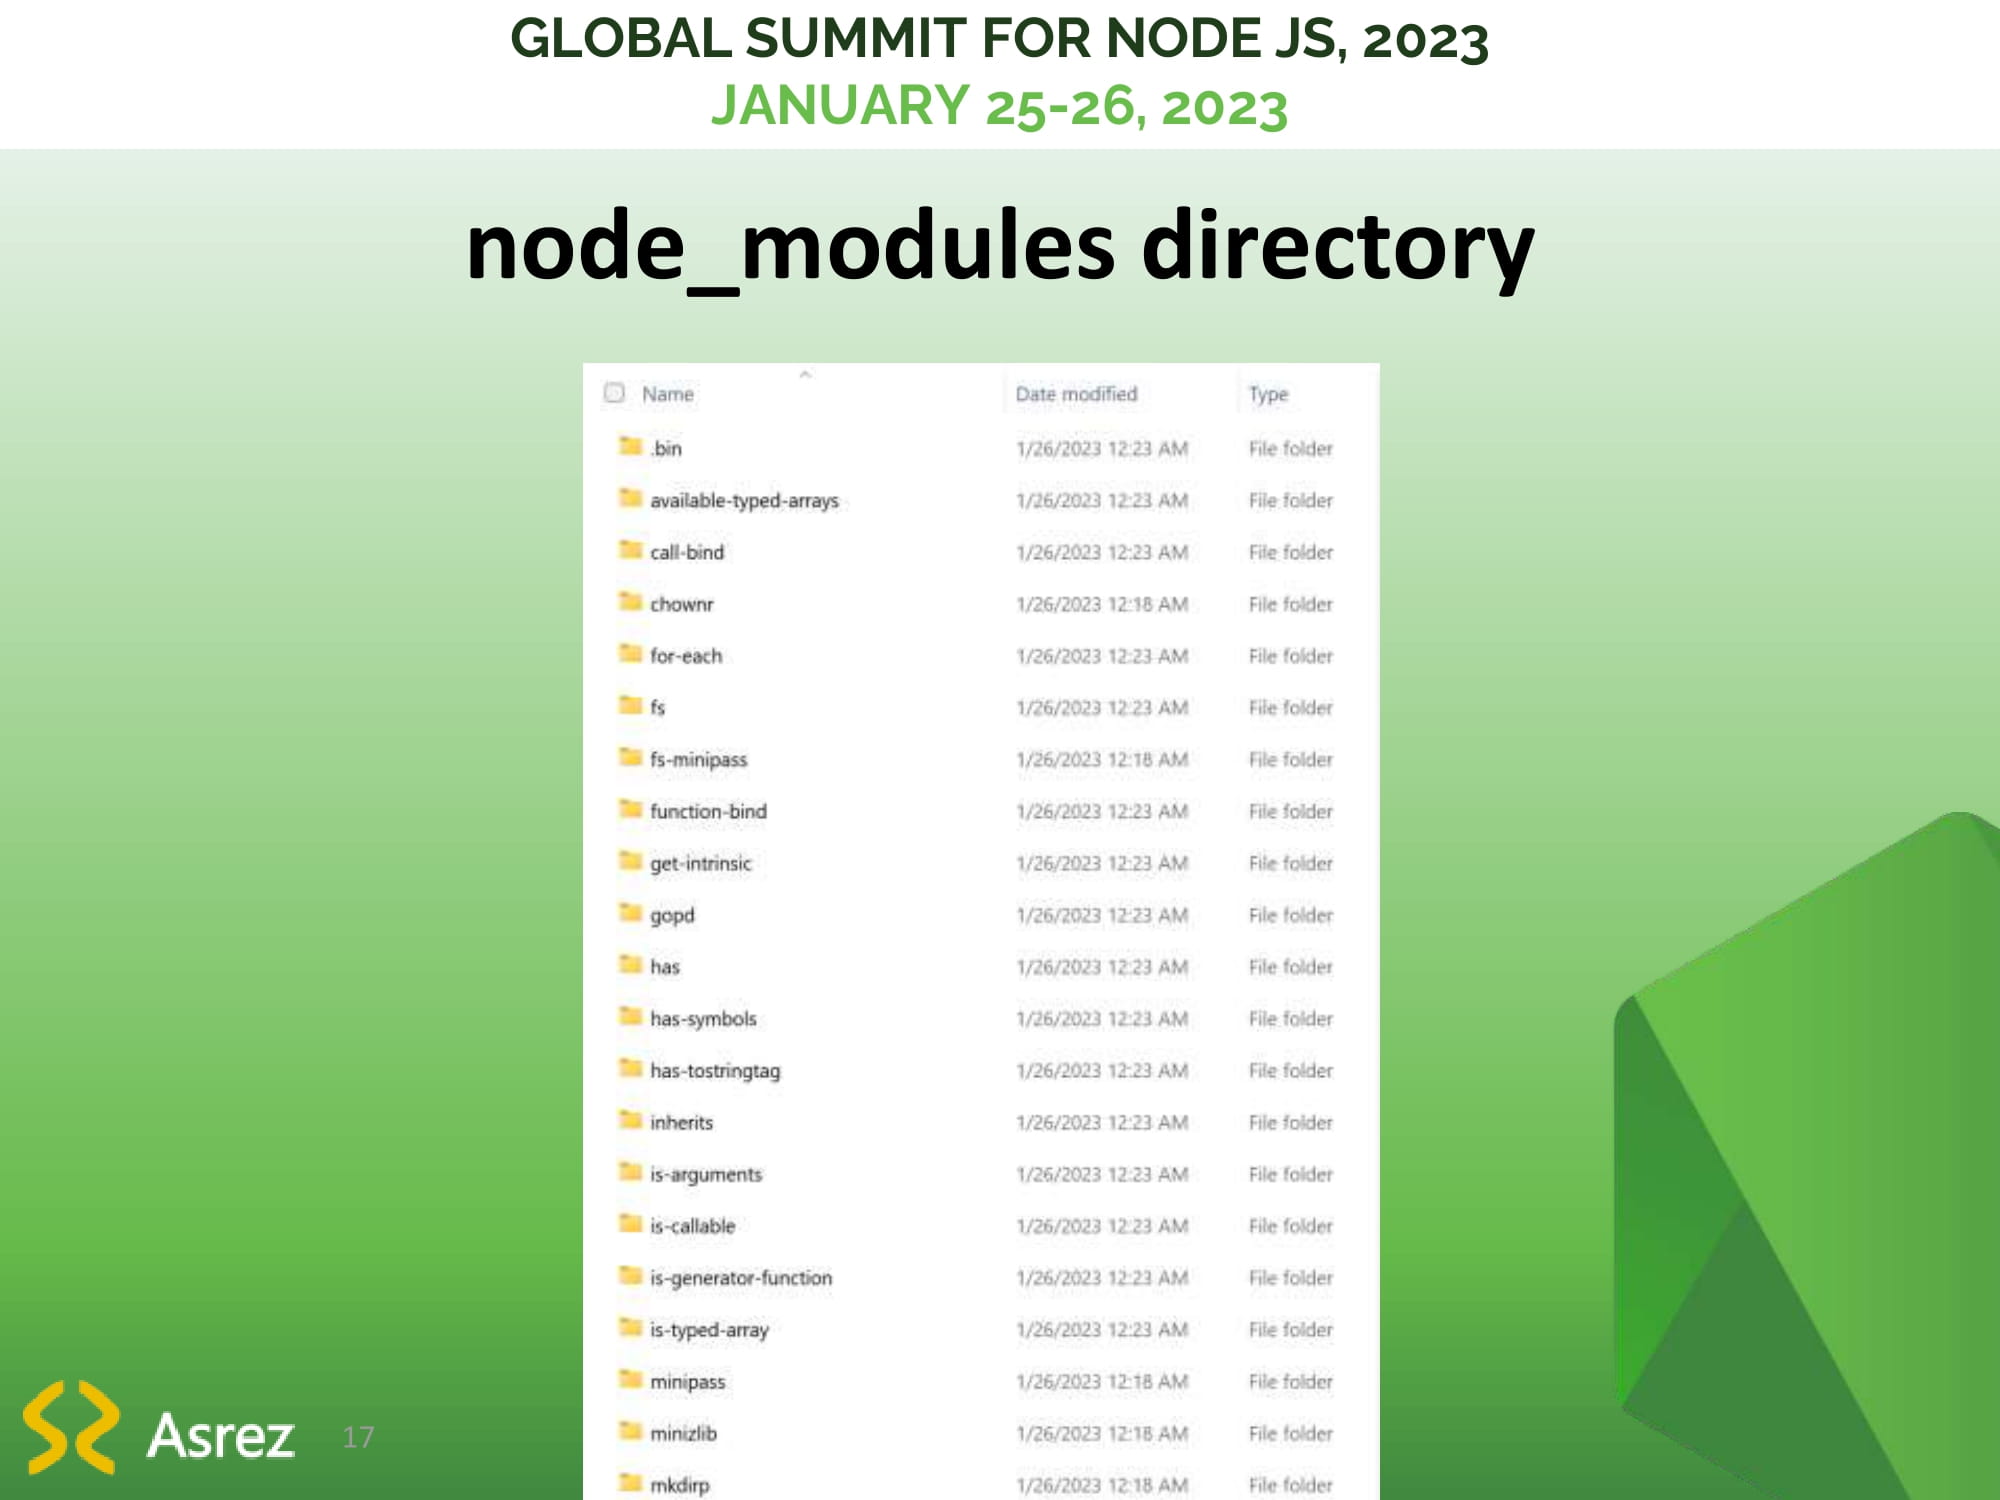 GLOBAL SUMMIT FOR NODE JS, 2023
JANUARY 25-26, 2023
node_modules directory
Name Date modified Type
.bin 1/26/2023 12:23 AM File folder
available-typed-arrays 1/26/2023 12:23 AM File folder
call-bind 1/26/2023 12:23 AM File folder
chownr 1/26/2023 12:18 AM File folder
for-each 1/26/2023 12:23 AM File folder
fs 1/26/2023 12:23 AM File folder
fs-minipass 1/26/2023 12:18 AM File folder
function-bind 1/26/2023 12:23 AM File folder
get-intrinsic 1/26/2023 12:23 AM File folder
gopd 1/26/2023 12:23 AM File folder
has 1/26/2023 12:23 AM File folder
has-symbols 1/26/2023 12:23 AM File folder
has-tostringtag 1/26/2023 12:23 AM File folder
inherits 1/26/2023 12:23 AM File folder
is-arguments 1/26/2023 12:23 AM File folder
is-callable 1/26/2023 12:23 AM File folder
is-generator-function 1/26/2023 12:23 AM File folder
is-typed-array 1/26/2023 12:23 AM File folder
minipass 1/26/2023 12:18 AM File folder
minizlib 1/26/2023 12:18 AM File folder
mkdirp 1/26/2023 12:18 AM File folder
Asrez 17